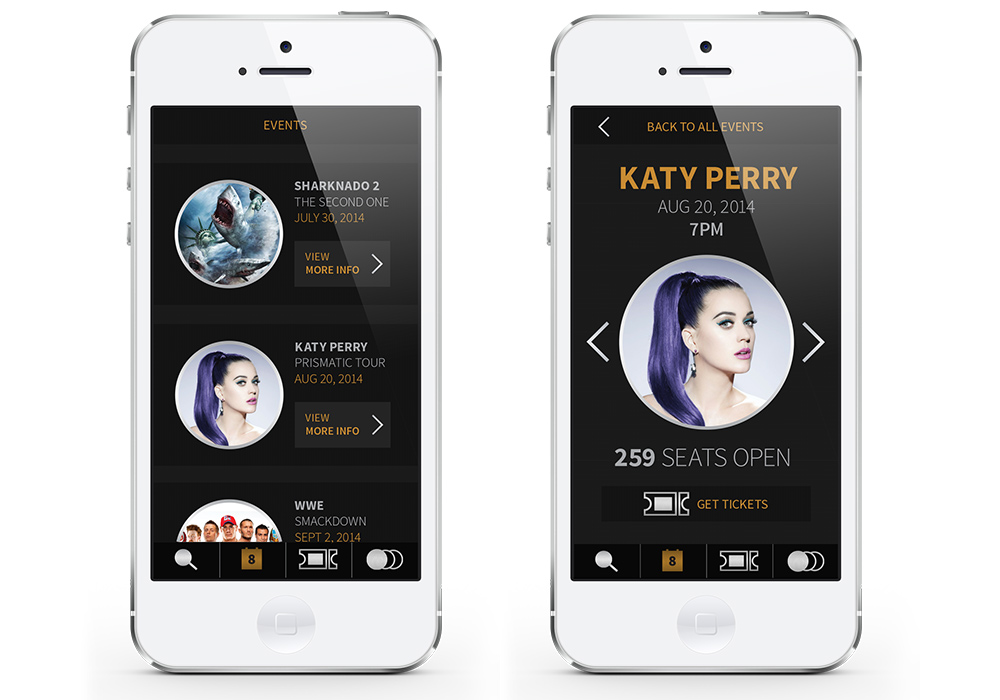 EVENTS
SHARKNADO 2
THE SECOND ONE
JULY 30, 2014
VIEW
MORE INFO
KATY PERRY
PRISMATIC TOUR
AUG 20, 2014
VIEW
MORE INFO
WWE
SMACKDOWN
SEPT 2, 2014
8
BACK TO ALL EVENTS
KATY PERRY
AUG 20, 2014
7PM
259 SEATS OPEN
GET TICKETS
8